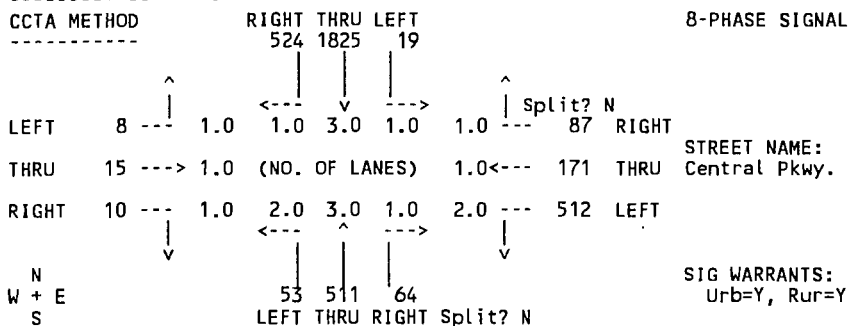 CCTA METHOD RIGHT THRU LEFT 8-PHASE SIGNAL
----------- 524 1825 19
^ ^
<--- v ---> Split? N
LEFT 8 --- 1.0 1.0 3.0 1.0 1.0 --- 87 RIGHT
STREET NAME:
THRU 15 ---> 1.0 (NO. OF LANES) 1.0<--- 171 THRU Central Pkwy.
RIGHT 10 --- 1.0 2.0 3.0 1.0 2.0 --- 512 LEFT
<--- ^ --->
v v
N SIG WARRANTS:
W + E 53 511 64 Urb=Y, Rur=Y
S LEFT THRU RIGHT Split? N